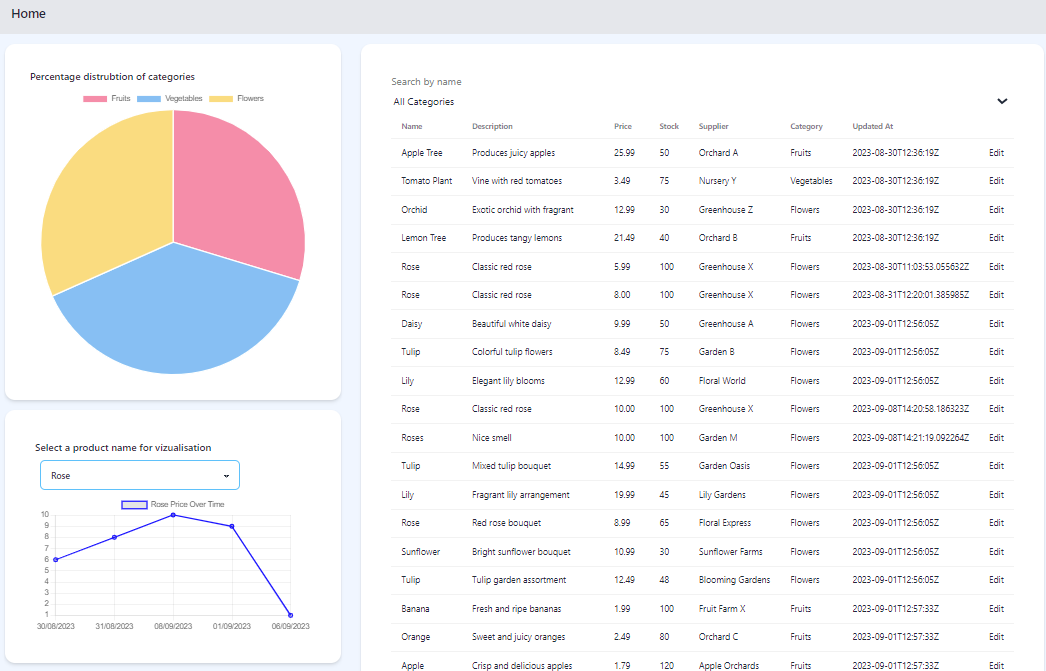 Home
Percentage distrubtion of categories
Fruits Vegetables Flowers
Select a product name for vizualisation
Rose
Rose Price Over Time
10
9
8
7
6
5
4
3
2
1
30/08/2023 31/08/2023 08/09/2023 01/09/2023 06/09/2023
Search by name
All Categories
Name Description Price Stock Supplier Category Updated At
Apple Tree Produces juicy apples 25.99 50 Orchard A Fruits 2023-08-30T12:36:19Z Edit
Tomato Plant Vine with red tomatoes 3.49 75 Nursery Y Vegetables 2023-08-30T12:36:19Z Edit
Orchid Exotic orchid with fragrant 12.99 30 Greenhouse Z Flowers 2023-08-30T12:36:19Z Edit
Lemon Tree Produces tangy lemons 21.49 40 Orchard B Fruits 2023-08-30T12:36:19Z Edit
Rose Classic red rose 5.99 100 Greenhouse X Flowers 2023-08-30T11:03:53.055632Z Edit
Rose Classic red rose 8.00 100 Greenhouse X Flowers 2023-08-31T12:20:01.385985Z Edit
Daisy Beautiful white daisy 9.99 50 Greenhouse A Flowers 2023-09-01T12:56:05Z Edit
Tulip Colorful tulip flowers 8.49 75 Garden B Flowers 2023-09-01T12:56:05Z Edit
Lily Elegant lily blooms 12.99 60 Floral World Flowers 2023-09-01T12:56:05Z Edit
Rose Classic red rose 10.00 100 Greenhouse X Flowers 2023-09-08T14:20:58.186323Z Edit
Roses Nice smell 10.00 100 Garden M Flowers 2023-09-08T14:21:19.092264Z Edit
Tulip Mixed tulip bouquet 14.99 55 Garden Oasis Flowers 2023-09-01T12:56:05Z Edit
Lily Fragrant lily arrangement 19.99 45 Lily Gardens Flowers 2023-09-01T12:56:05Z Edit
Rose Red rose bouquet 8.99 65 Floral Express Flowers 2023-09-01T12:56:05Z Edit
Sunflower Bright sunflower bouquet 10.99 30 Sunflower Farms Flowers 2023-09-01T12:56:05Z Edit
Tulip Tulip garden assortment 12.49 48 Blooming Gardens Flowers 2023-09-01T12:56:05Z Edit
Banana Fresh and ripe bananas 1.99 100 Fruit Farm X Fruits 2023-09-01T12:57:33Z Edit
Orange Sweet and juicy oranges 2.49 80 Orchard C Fruits 2023-09-01T12:57:33Z Edit
Apple Crisp and delicious apples 1.79 120 Apple Orchards Fruits 2023-09-01T12:57:33Z Edit